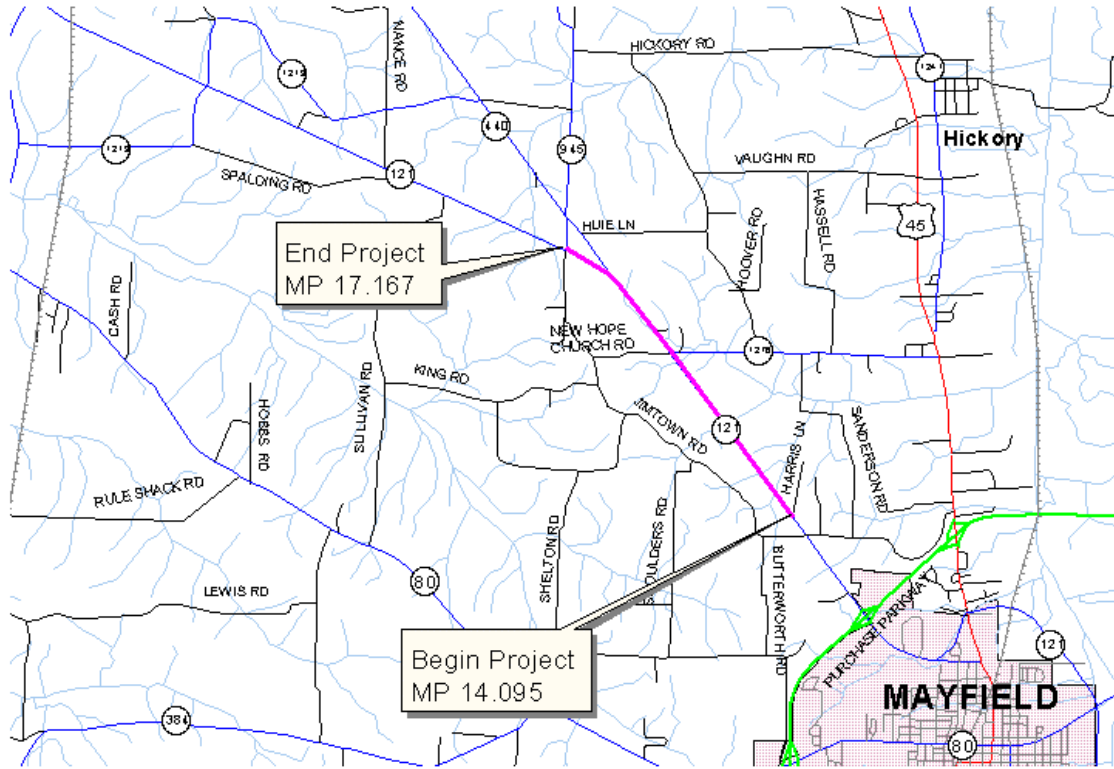 HICKORY RD
NANCE RD
1241
1213
440
Hickory
945
1213
VAUGHN RD
121
SPALDING RD
HASSELL RD
HOOVER RD
45
HUIE LN
End Project
MP 17.167
CASH RD
NEW HOPE
CHURCH RD
1276
KING RD
SULLIVAN RD
JIMTOWN RD
HOBBS RD
121
HARRIS LN
SANDERSON RD
RULE SHACK RD
SHELTON RD
SHOULDERS RD
BUTTERWORTH RD
80
LEWIS RD
PURCHASE PARKWAY
121
Begin Project
MP 14.095
MAYFIELD
384
80